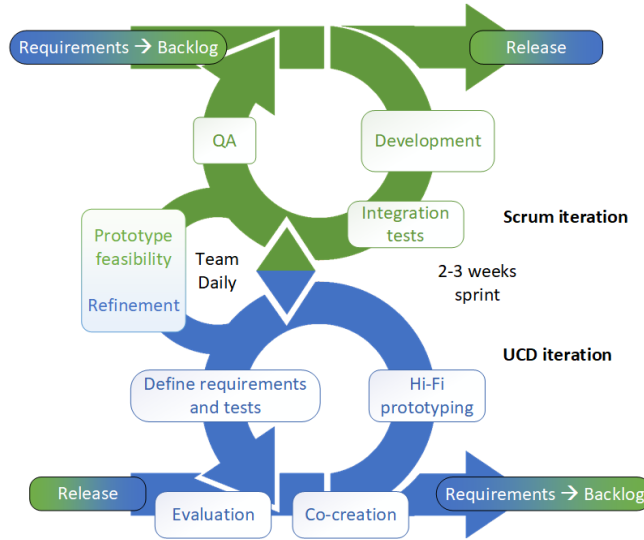 Requirements → Backlog
Release
QA
Development
Integration
tests
Scrum iteration
Prototype
feasibility
Refinement
Team
Daily
2-3 weeks
sprint
UCD iteration
Define requirements
and tests
Hi-Fi
prototyping
Release
Requirements → Backlog
Evaluation
Co-creation